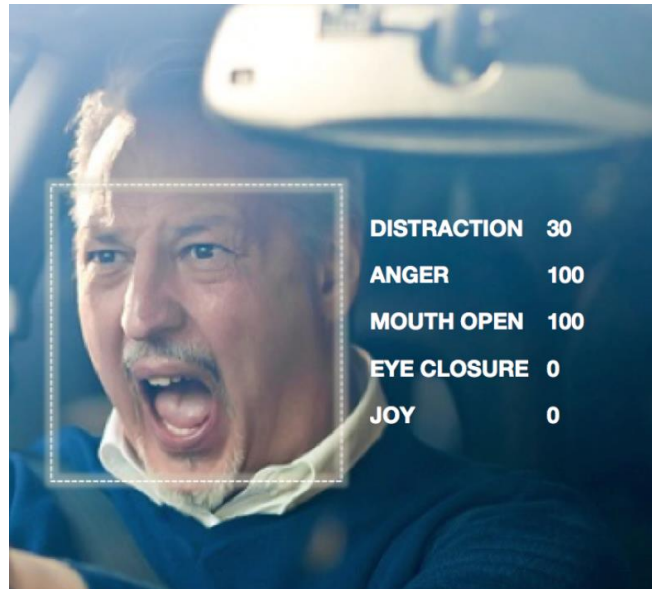 DISTRACTION 30
ANGER 100
MOUTH OPEN 100
EYE CLOSURE 0
JOY 0